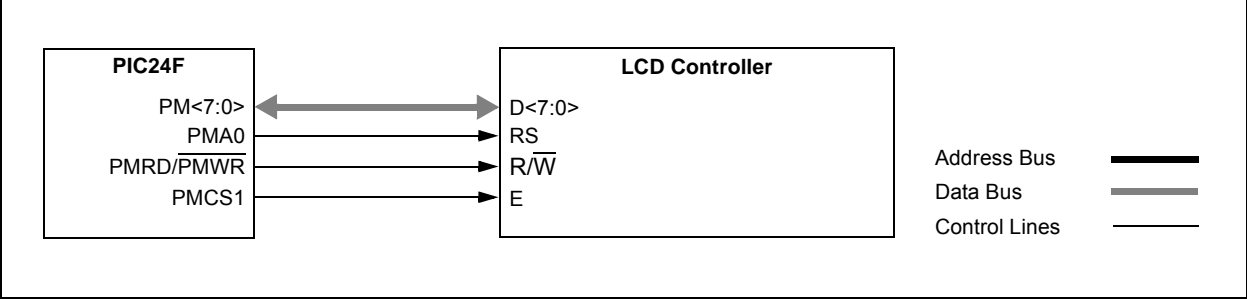 PIC24F
LCD Controller
PM<7:0>
D<7:0>
PMA0
RS
PMRD/PMWR
R/W
PMCS1
E
Address Bus
Data Bus
Control Lines